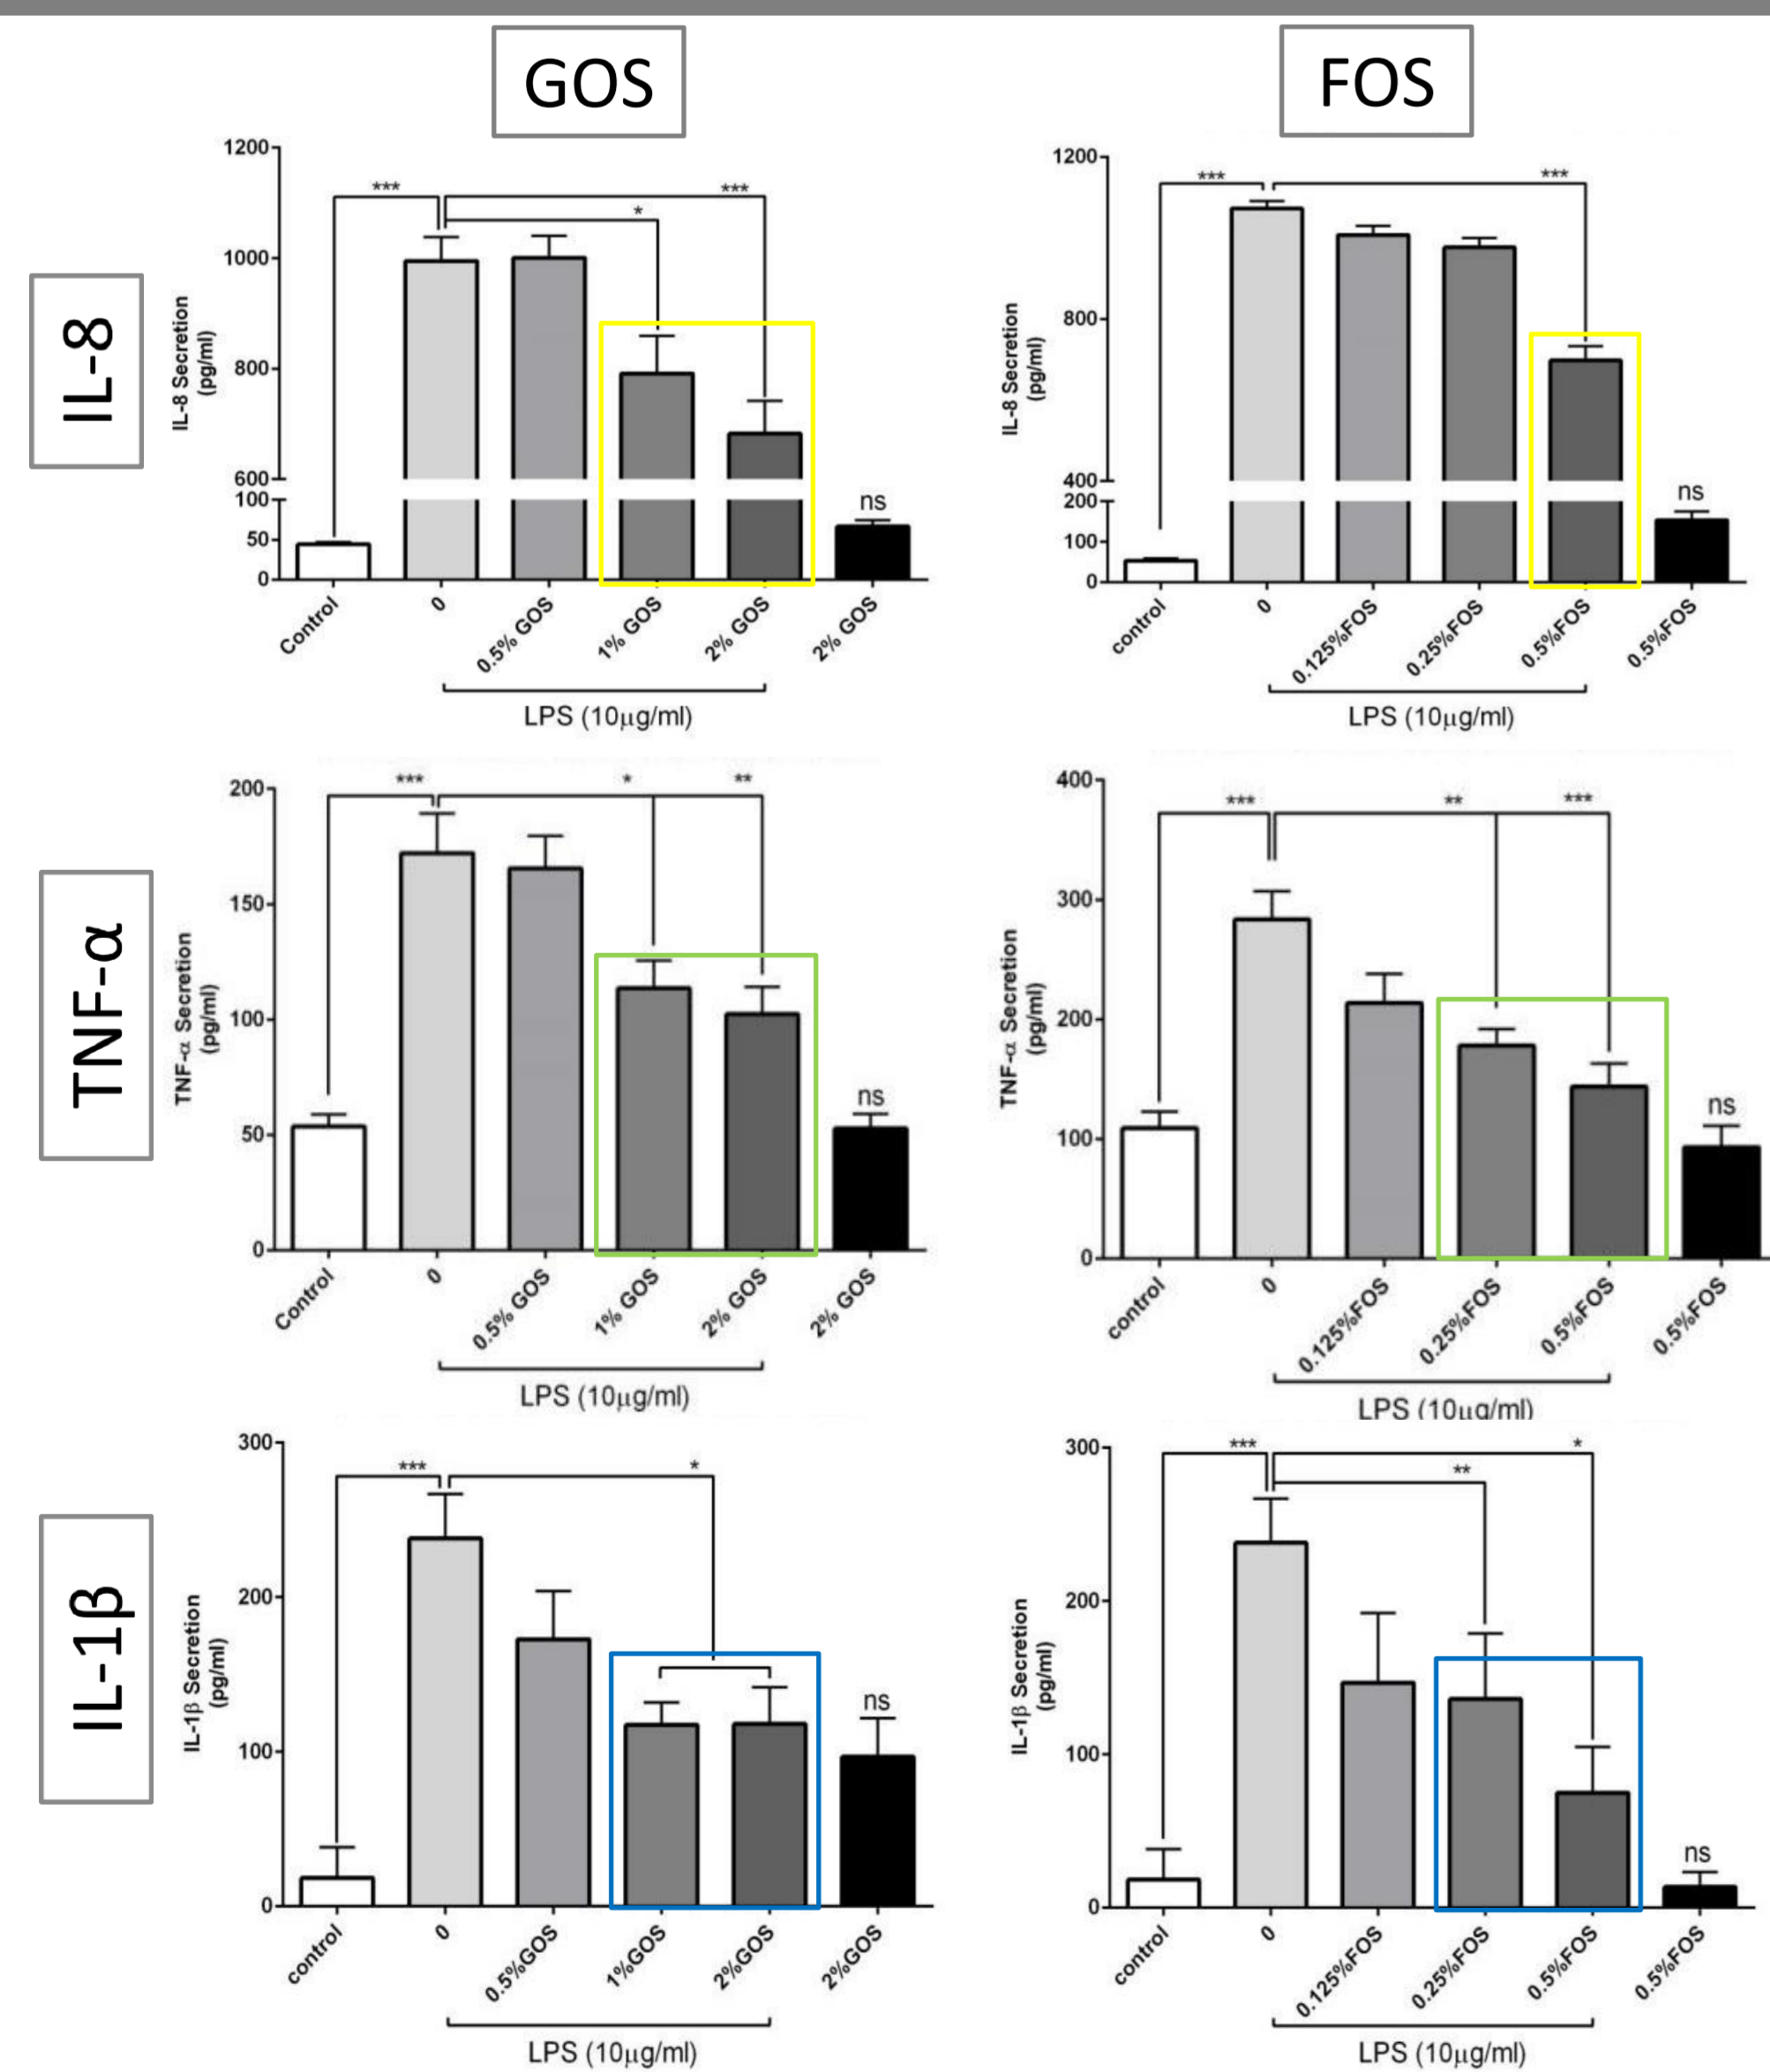 GOS
FOS
IL-8
1200
1000
800
600
100
50
0
IL-8 Secretion
(pg/ml)
***
***
*
ns
Control
0
0.5% GOS
1% GOS
2% GOS
2% GOS
LPS (10µg/ml)
1200
800
400
200
100
0
IL-8 Secretion
(pg/ml)
***
***
ns
control
0
0.125%FOS
0.25%FOS
0.5%FOS
0.5%FOS
LPS (10µg/ml)
TNF-α
200
150
100
50
0
TNF-α Secretion
(pg/ml)
***
*
**
ns
Control
0
0.5% GOS
1% GOS
2% GOS
2% GOS
LPS (10µg/ml)
400
300
200
100
0
TNF-α Secretion
(pg/ml)
***
**
***
ns
control
0
0.125%FOS
0.25%FOS
0.5%FOS
0.5%FOS
LPS (10µg/ml)
IL-1β
300
200
100
0
IL-1β Secretion
(pg/ml)
***
*
ns
control
0
0.5%GOS
1%GOS
2%GOS
2%GOS
LPS (10µg/ml)
300
200
100
0
IL-1β Secretion
(pg/ml)
***
*
**
ns
control
0
0.125%FOS
0.25%FOS
0.5%FOS
0.5%FOS
LPS (10µg/ml)